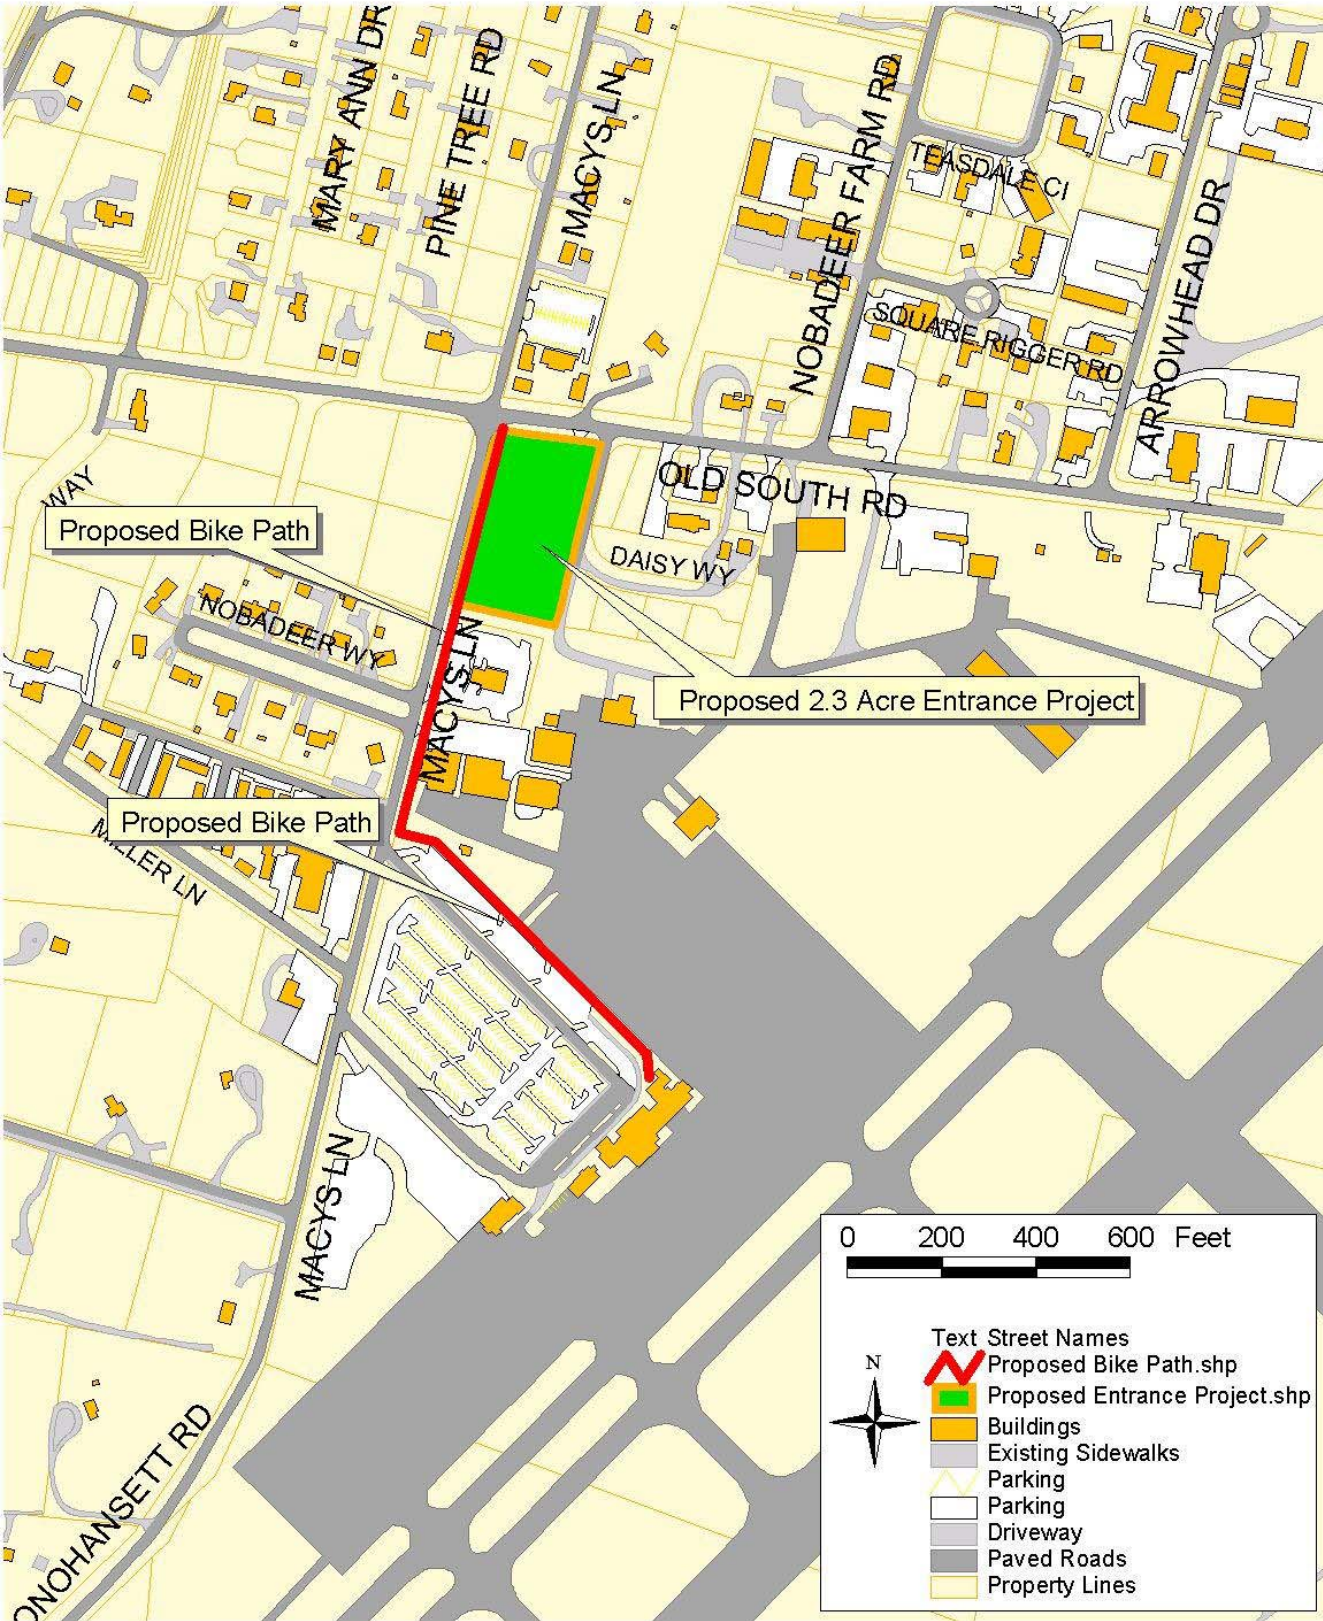 MARY ANN DR
PINE TREE RD
MACYS LN
NOBADEER FARM RD
TEASDALE CI
ARROWHEAD DR
SQUARE RIGGER RD
OLD SOUTH RD
WAY
Proposed Bike Path
DAISY WY
NOBADEER WY
MACYS LN
Proposed 2.3 Acre Entrance Project
Proposed Bike Path
MILLER LN
MACYS LN
ONOHANSETT RD
0 200 400 600 Feet
Text Street Names
N
Proposed Bike Path.shp
Proposed Entrance Project.shp
Buildings
Existing Sidewalks
Parking
Parking
Driveway
Paved Roads
Property Lines